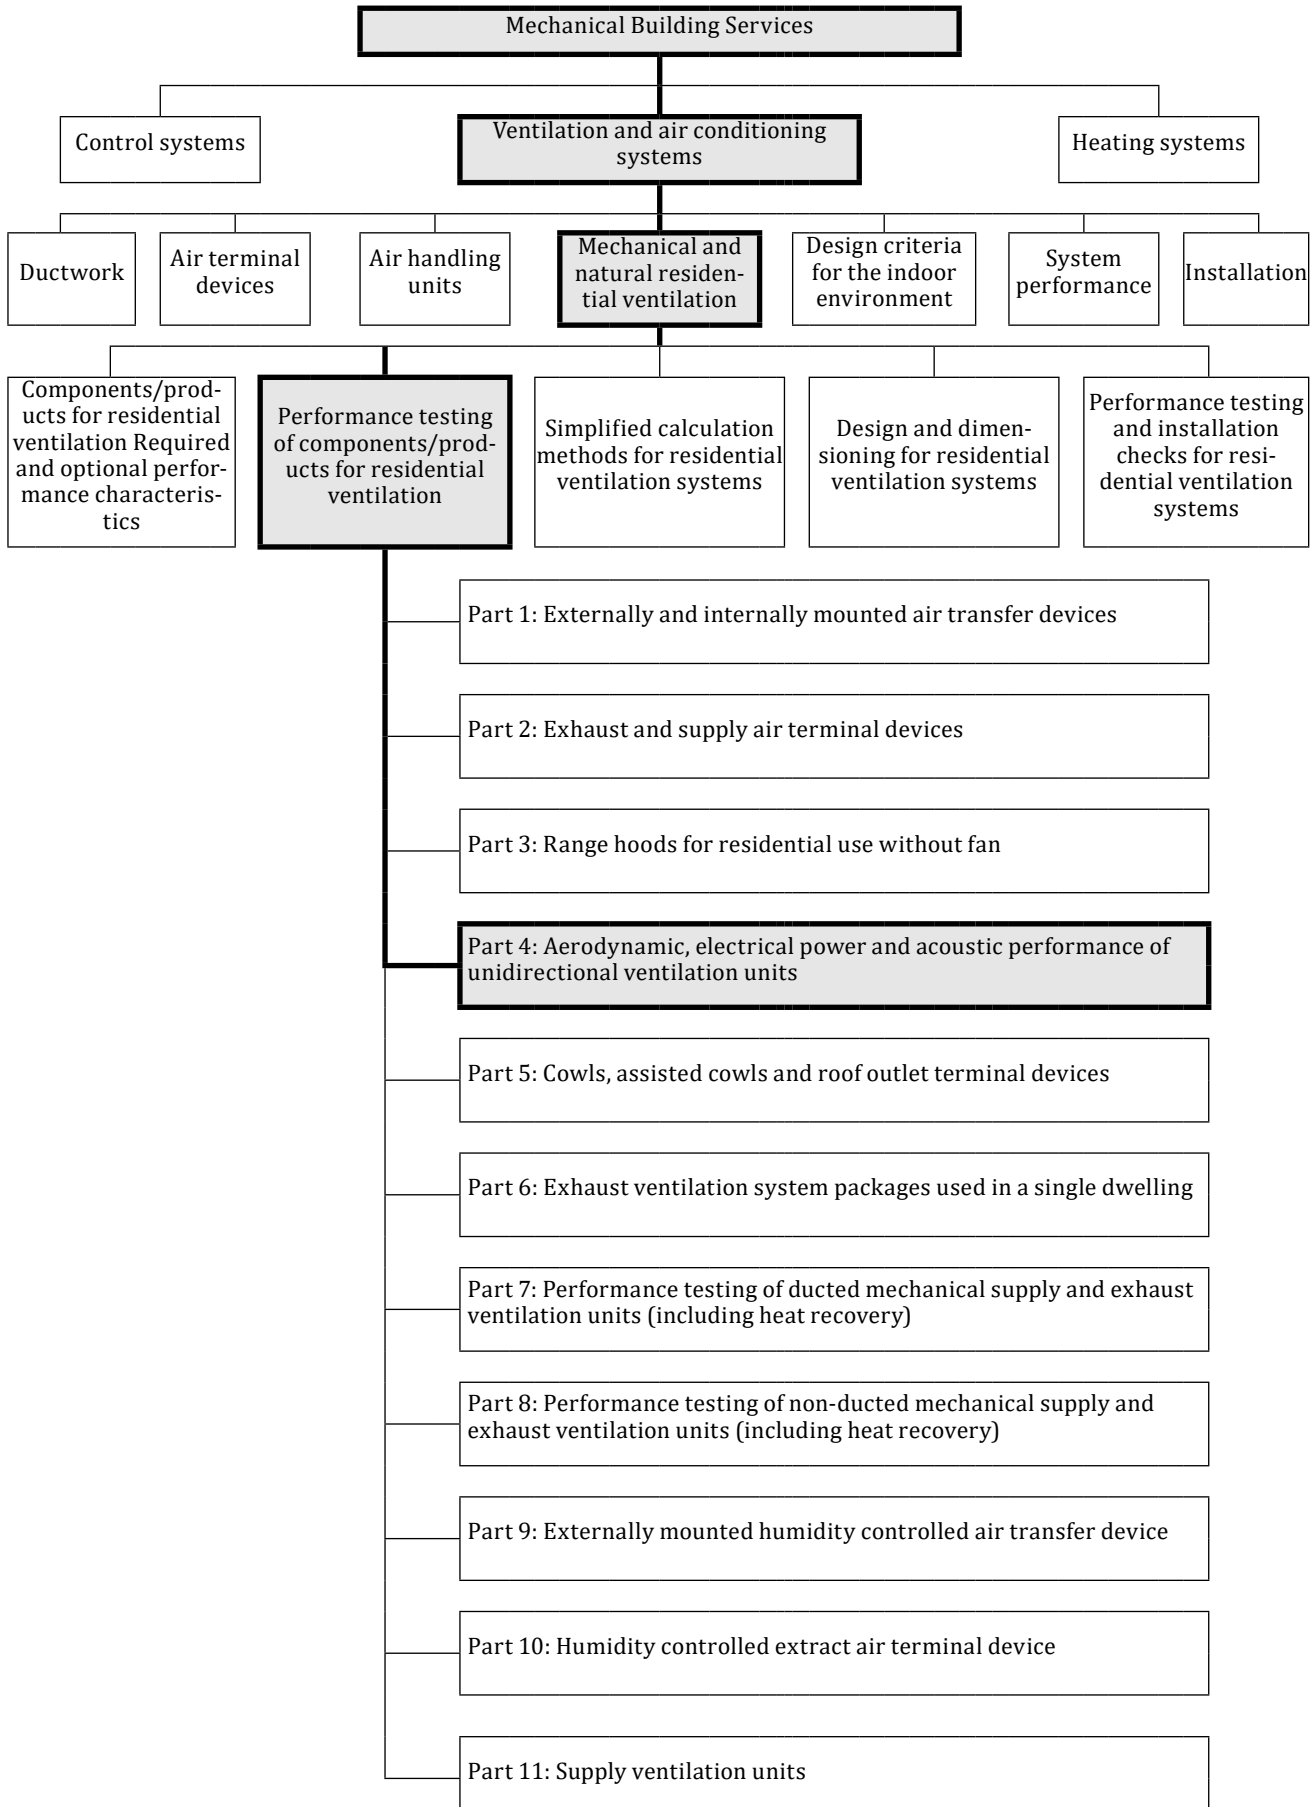 Mechanical Building Services
Control systems
Ventilation and air conditioning
systems
Heating systems
Ductwork
Air terminal
devices
Air handling
units
Mechanical and
natural residen-
tial ventilation
Design criteria
for the indoor
environment
System
performance
Installation
Components/prod-
ucts for residential
ventilation Required
and optional perfor-
mance characteris-
tics
Performance testing
of components/prod-
ucts for residential
ventilation
Simplified calculation
methods for residential
ventilation systems
Design and dimen-
sioning for residential
ventilation systems
Performance testing
and installation
checks for resi-
dential ventilation
systems
Part 1: Externally and internally mounted air transfer devices
Part 2: Exhaust and supply air terminal devices
Part 3: Range hoods for residential use without fan
Part 4: Aerodynamic, electrical power and acoustic performance of
unidirectional ventilation units
Part 5: Cowls, assisted cowls and roof outlet terminal devices
Part 6: Exhaust ventilation system packages used in a single dwelling
Part 7: Performance testing of ducted mechanical supply and exhaust
ventilation units (including heat recovery)
Part 8: Performance testing of non-ducted mechanical supply and
exhaust ventilation units (including heat recovery)
Part 9: Externally mounted humidity controlled air transfer device
Part 10: Humidity controlled extract air terminal device
Part 11: Supply ventilation units